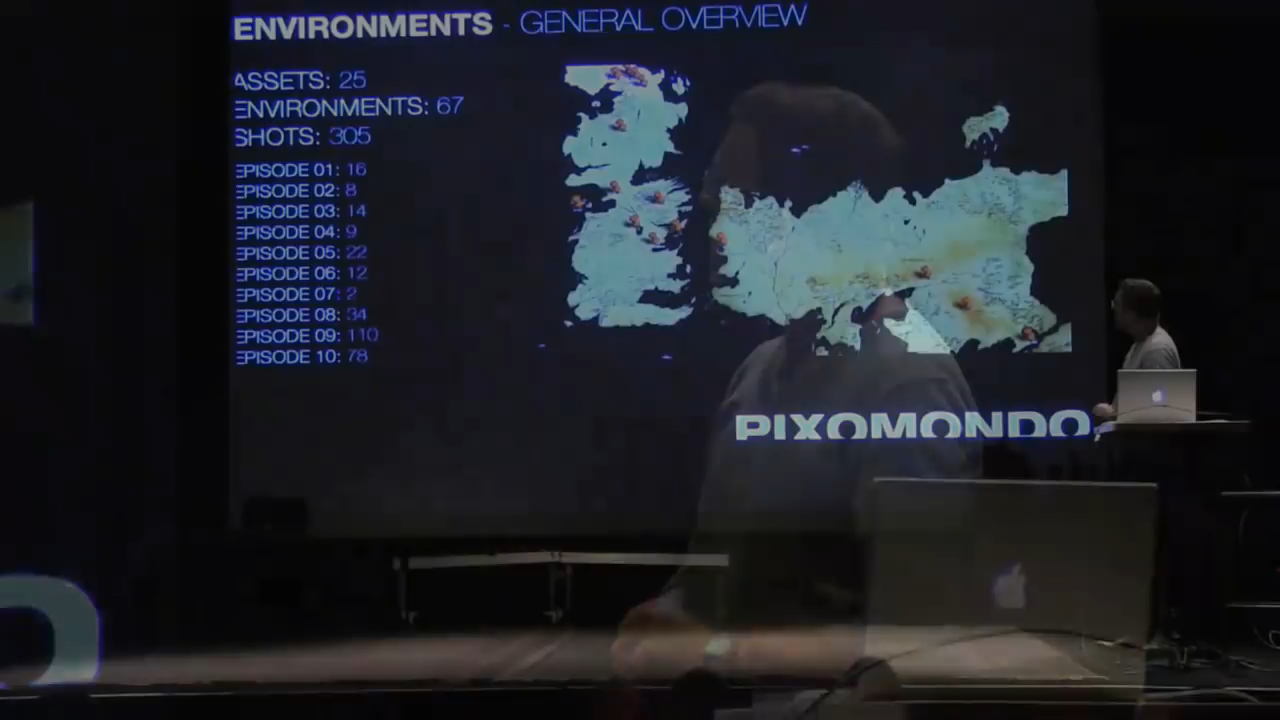 ENVIRONMENTS - GENERAL OVERVIEW
ASSETS: 25
ENVIRONMENTS: 67
SHOTS: 305
EPISODE 01: 16
EPISODE 02: 8
EPISODE 03: 14
EPISODE 04: 9
EPISODE 05: 22
EPISODE 06: 12
EPISODE 07: 2
EPISODE 08: 34
EPISODE 09: 110
EPISODE 10: 78
PIXOMONDO